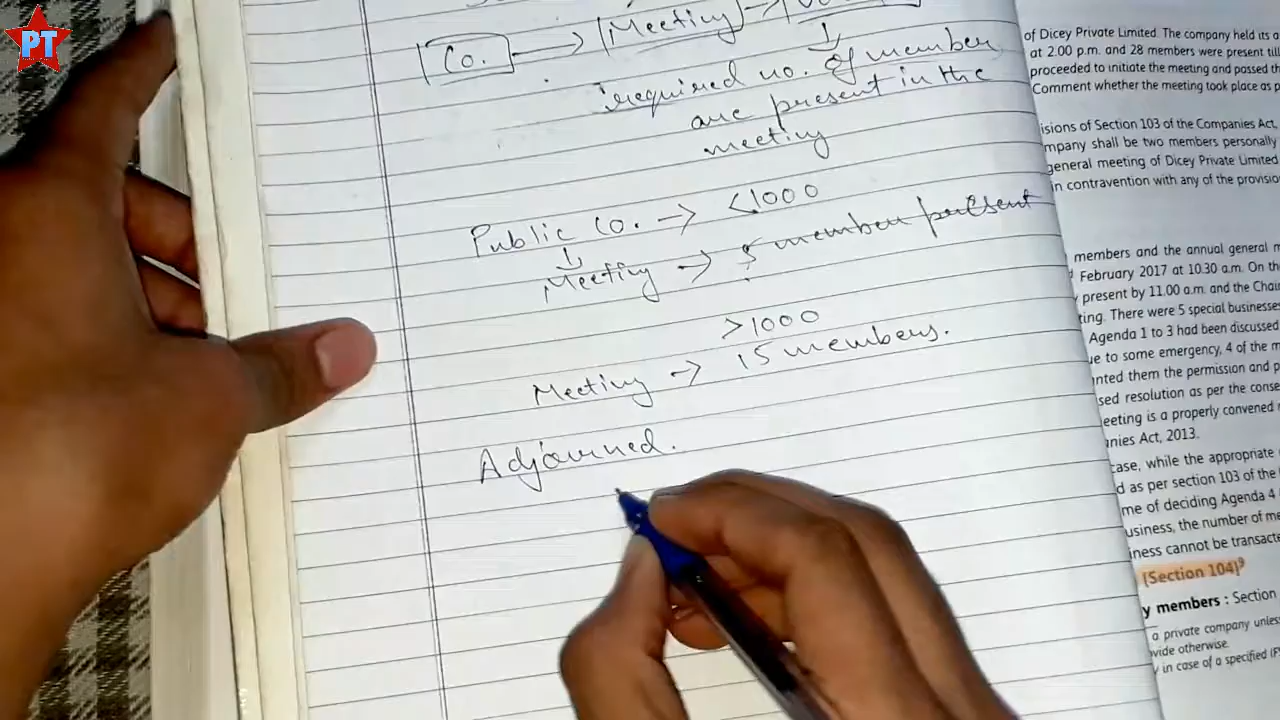 PT
Co. → Meeting →
required no. of member
are present in the
meeting
Public Co. → <1000
Meeting → 5 member present
>1000
Meeting → 15 members.
Adjourned.
of Dicey Private Limited. The company held its a
at 2.00 p.m. and 28 members were present till
proceeded to initiate the meeting and passed th
Comment whether the meeting took place as p
isions of Section 103 of the Companies Act,
mpany shall be two members personally
general meeting of Dicey Private Limited
in contravention with any of the provisio
members and the annual general m
February 2017 at 10.30 a.m. On th
present by 11.00 a.m. and the Chai
ting. There were 5 special businesse
Agenda 1 to 3 had been discussed
ue to some emergency, 4 of the m
nted them the permission and p
sed resolution as per the conse
eeting is a properly convened
nies Act, 2013.
case, while the appropriate
d as per section 103 of the
me of deciding Agenda 4
usiness, the number of me
iness cannot be transacte
[Section 104]9
y members : Section
a private company unles
vide otherwise.
in case of a specified (F